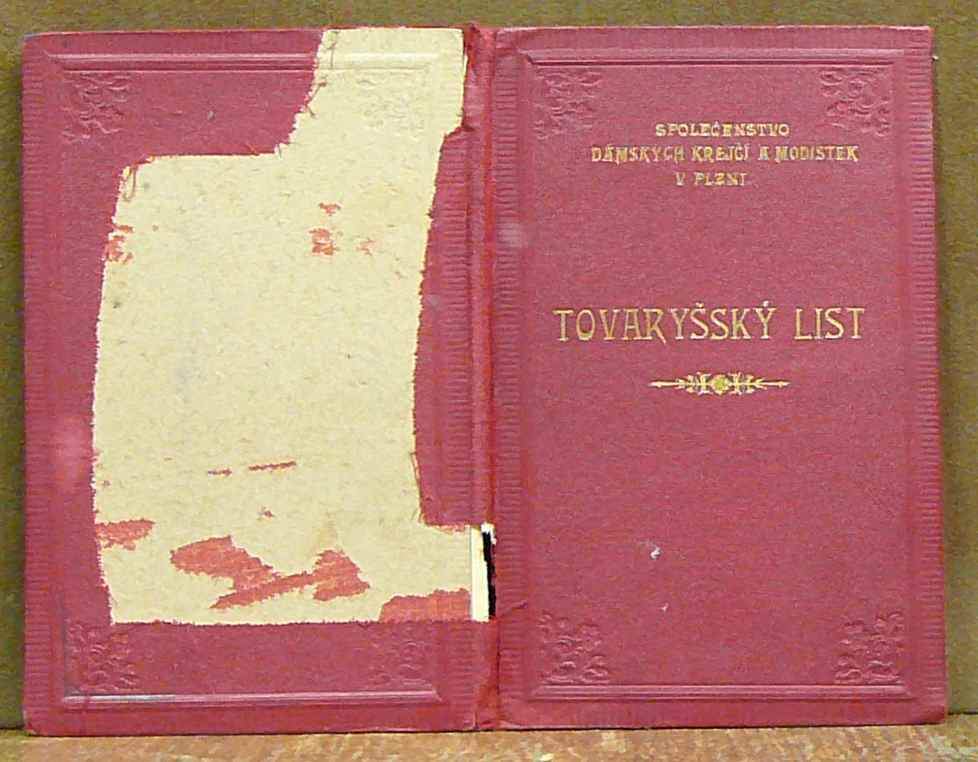 SPOLEČENSTVO
DÁMSKÝCH KREJČÍ A MODISTEK
V PLZNI
TOVARYŠSKÝ LIST